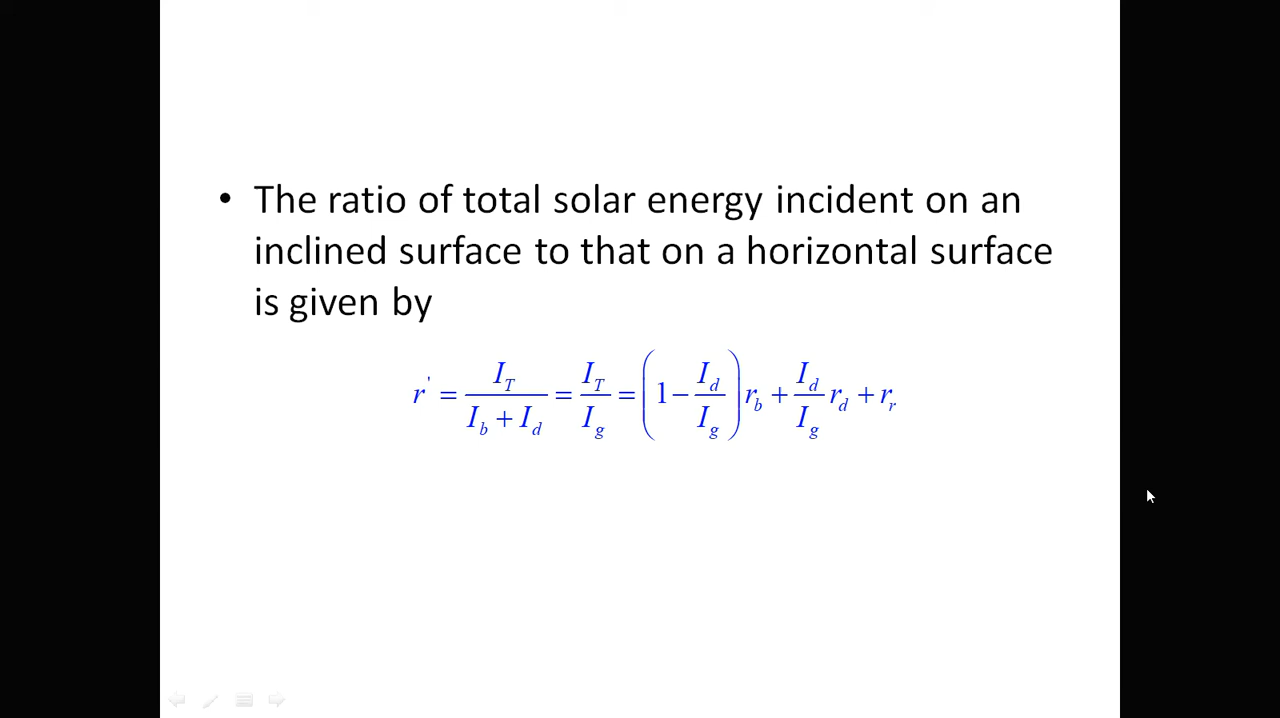 • The ratio of total solar energy incident on an
inclined surface to that on a horizontal surface
is given by
r' = I_T / (I_b + I_d) = I_T / I_g = (1 − I_d / I_g) r_b + (I_d / I_g) r_d + r_r